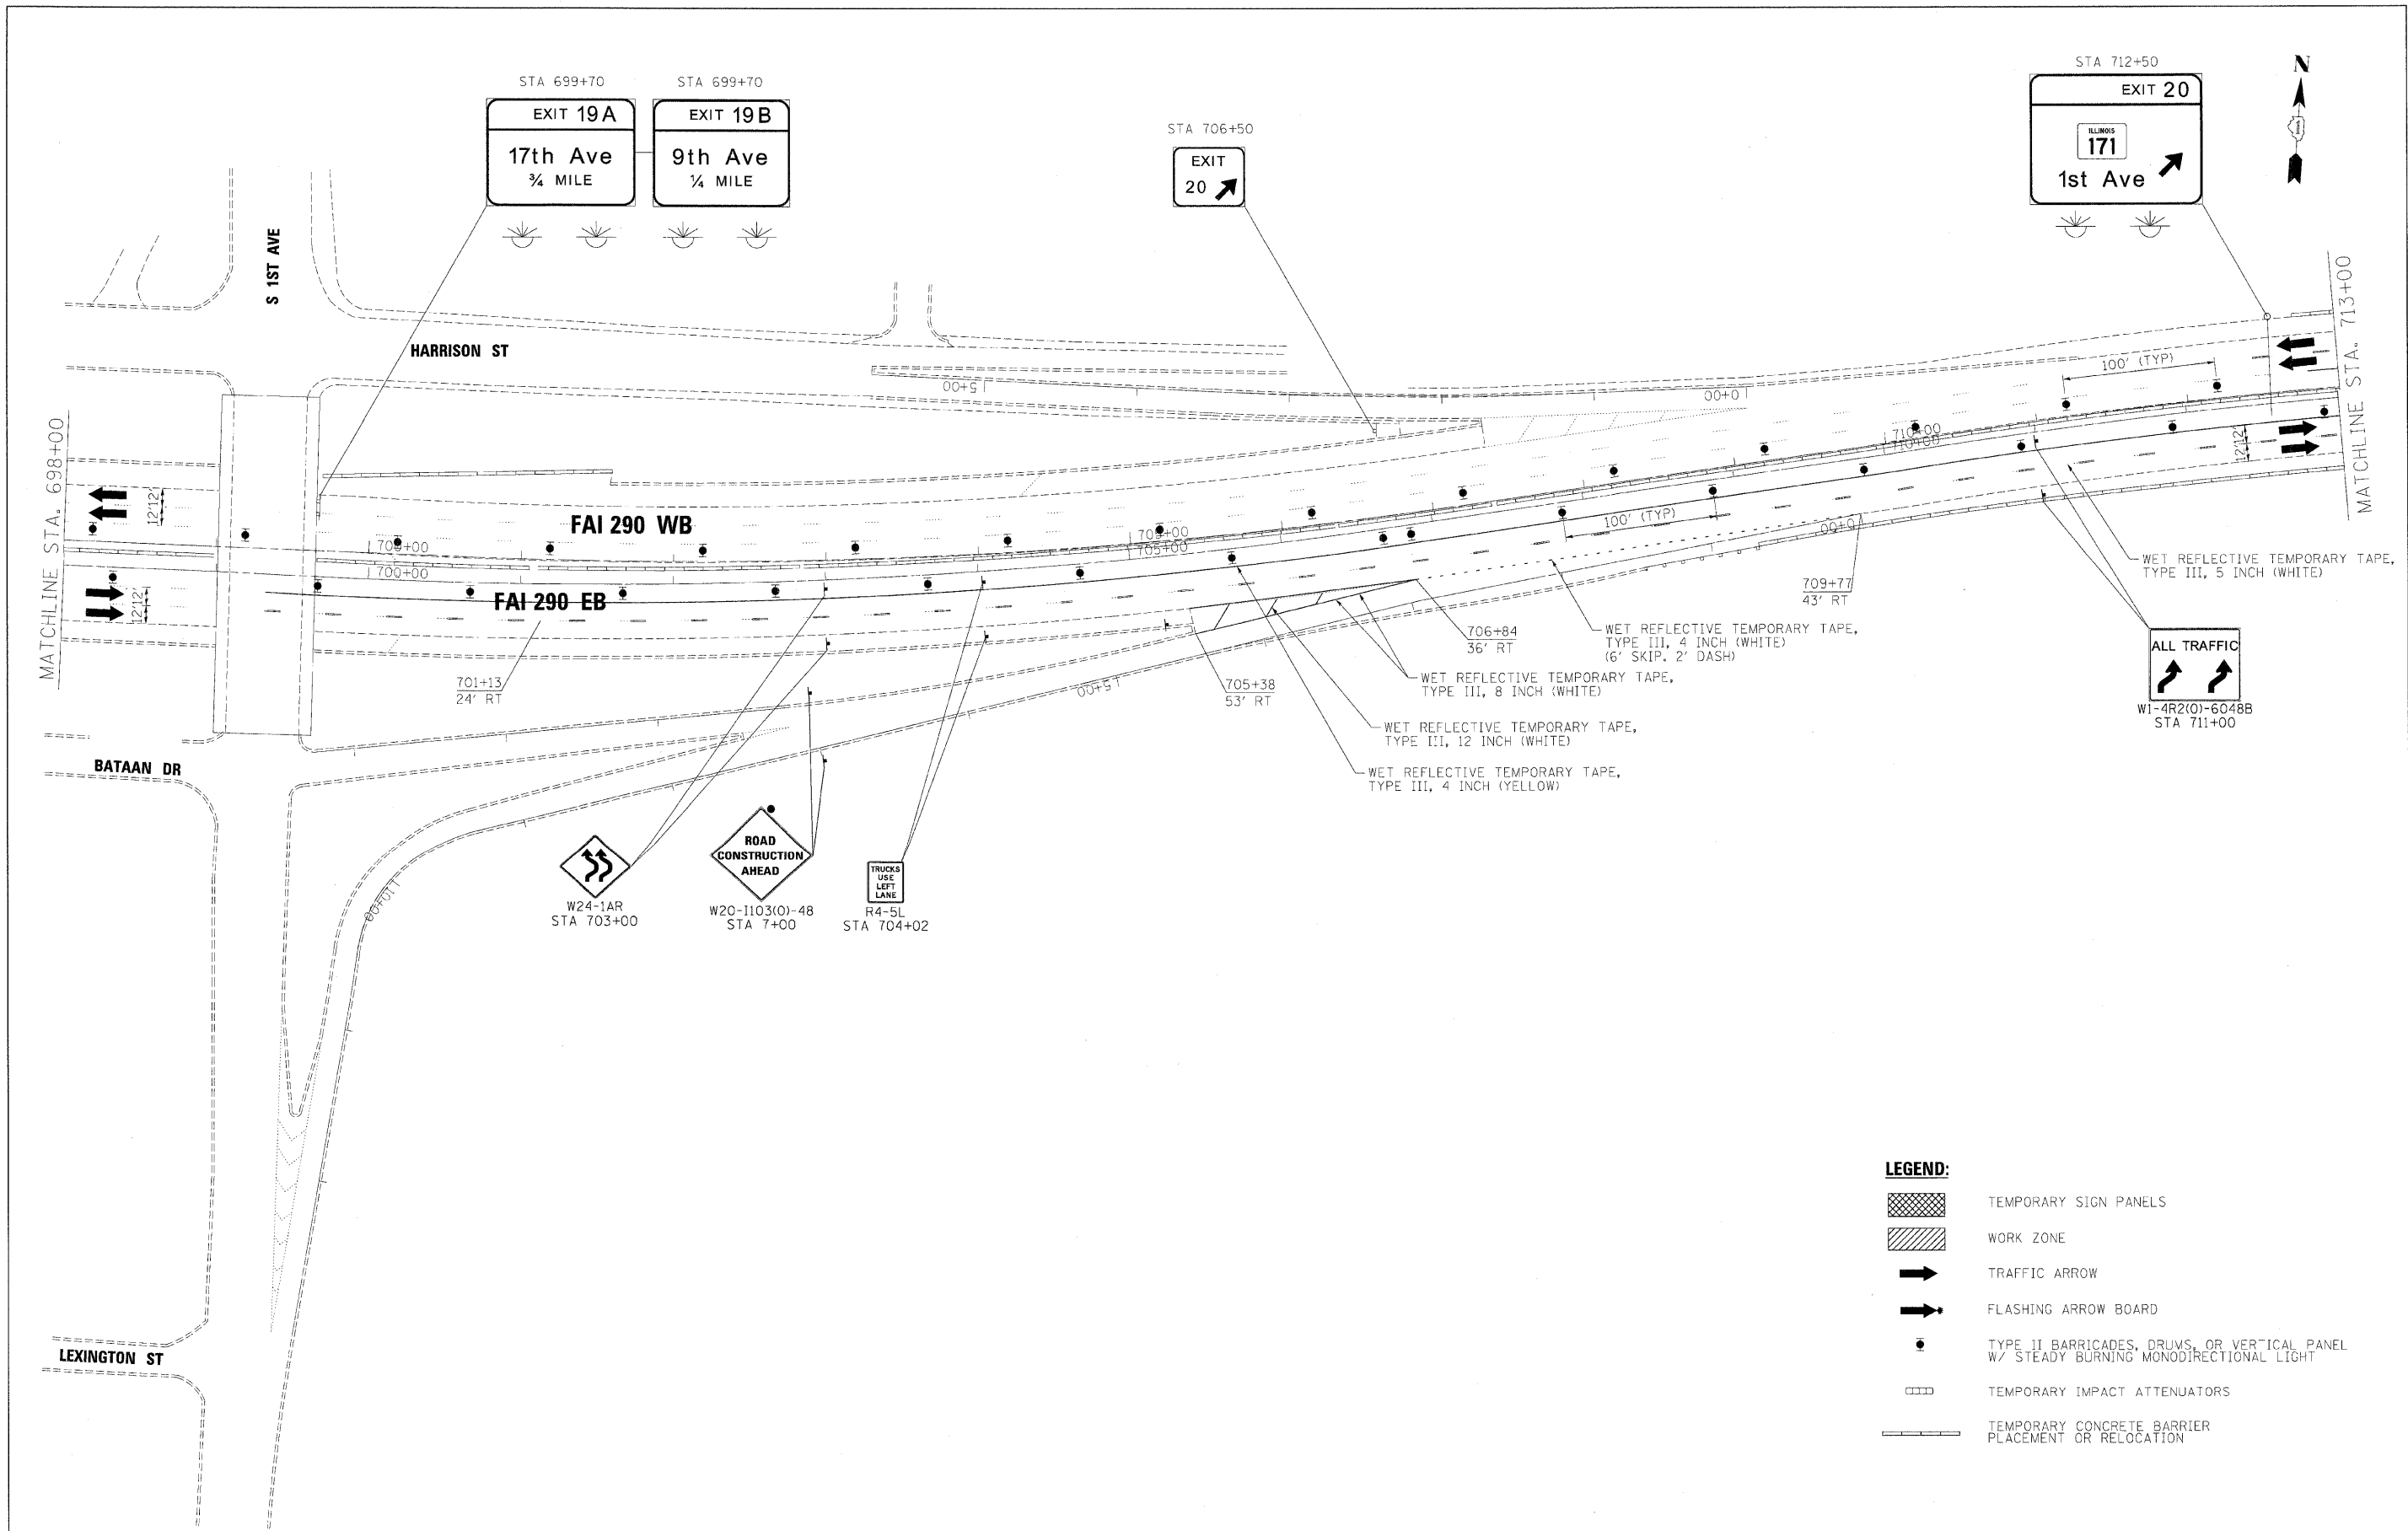 STA 699+70
STA 699+70
EXIT 19A
17th Ave
¾ MILE
EXIT 19B
9th Ave
¼ MILE
STA 706+50
EXIT
20
STA 712+50
EXIT 20
ILLINOIS
171
1st Ave
N
S 1ST AVE
HARRISON ST
5+00
0+00
100' (TYP)
MATCHLINE STA. 713+00
MATCHLINE STA. 698+00
12'
12'
12'
12'
12'
12'
FAI 290 WB
700+00
700+00
705+00
705+00
710+00
710+00
FAI 290 EB
100' (TYP)
0+00
5+00
10+00
701+13
24' RT
705+38
53' RT
706+84
36' RT
709+77
43' RT
WET REFLECTIVE TEMPORARY TAPE,
TYPE III, 5 INCH (WHITE)
WET REFLECTIVE TEMPORARY TAPE,
TYPE III, 4 INCH (WHITE)
(6' SKIP, 2' DASH)
WET REFLECTIVE TEMPORARY TAPE,
TYPE III, 8 INCH (WHITE)
WET REFLECTIVE TEMPORARY TAPE,
TYPE III, 12 INCH (WHITE)
WET REFLECTIVE TEMPORARY TAPE,
TYPE III, 4 INCH (YELLOW)
ALL TRAFFIC
W1-4R2(O)-6048B
STA 711+00
BATAAN DR
W24-1AR
STA 703+00
ROAD
CONSTRUCTION
AHEAD
W20-I103(O)-48
STA 7+00
TRUCKS
USE
LEFT
LANE
R4-5L
STA 704+02
LEXINGTON ST
LEGEND:
TEMPORARY SIGN PANELS
WORK ZONE
TRAFFIC ARROW
FLASHING ARROW BOARD
TYPE II BARRICADES, DRUMS, OR VERTICAL PANEL
W/ STEADY BURNING MONODIRECTIONAL LIGHT
TEMPORARY IMPACT ATTENUATORS
TEMPORARY CONCRETE BARRIER
PLACEMENT OR RELOCATION